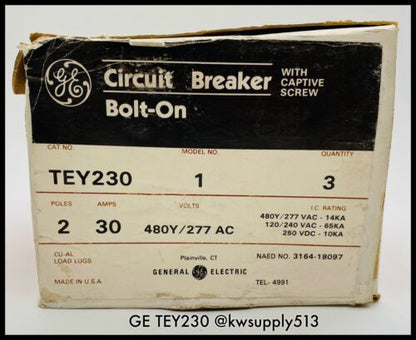 GE
Circuit Breaker
Bolt-On
WITH
CAPTIVE
SCREW
CAT NO.
MODEL NO.
QUANTITY
TEY230
1
3
POLES
AMPS
VOLTS
I.C. RATING
2
30
480Y/277 AC
480Y/277 VAC - 14KA
120/240 VAC - 65KA
250 VDC - 10KA
CU-AL
LOAD LUGS
Plainville, CT
NAED NO. 3164-18097
GENERAL GE ELECTRIC
MADE IN U.S.A.
TEL- 4991
GE TEY230 @kwsupply513